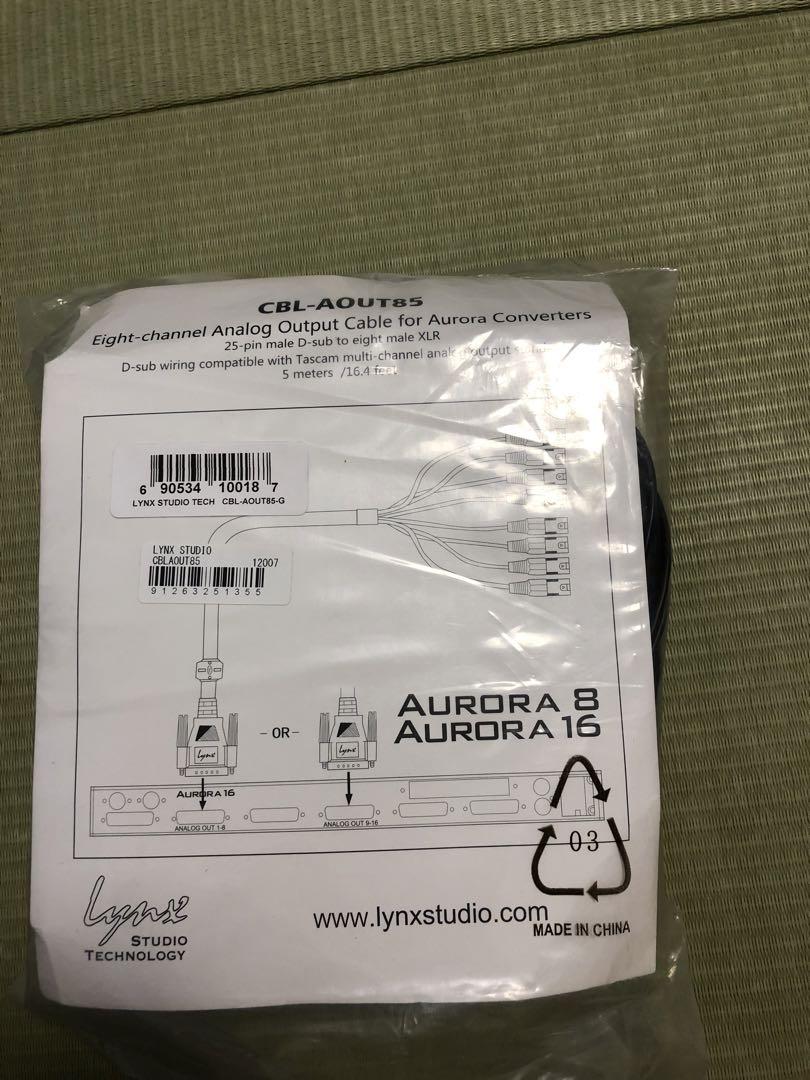 CBL-AOUT85
Eight-channel Analog Output Cable for Aurora Converters
25-pin male D-sub to eight male XLR
D-sub wiring compatible with Tascam multi-channel analog output
5 meters /16.4 feet
6 90534 10018 7
LYNX STUDIO TECH CBL-AOUT85-G
LYNX STUDIO
CBLAOUT85 12007
91263251355
AURORA 8
AURORA 16
-OR-
Lynx
Lynx
AURORA 16
ANALOG OUT 1-8
ANALOG OUT 9-16
03
Lynx
STUDIO
TECHNOLOGY
www.lynxstudio.com
MADE IN CHINA